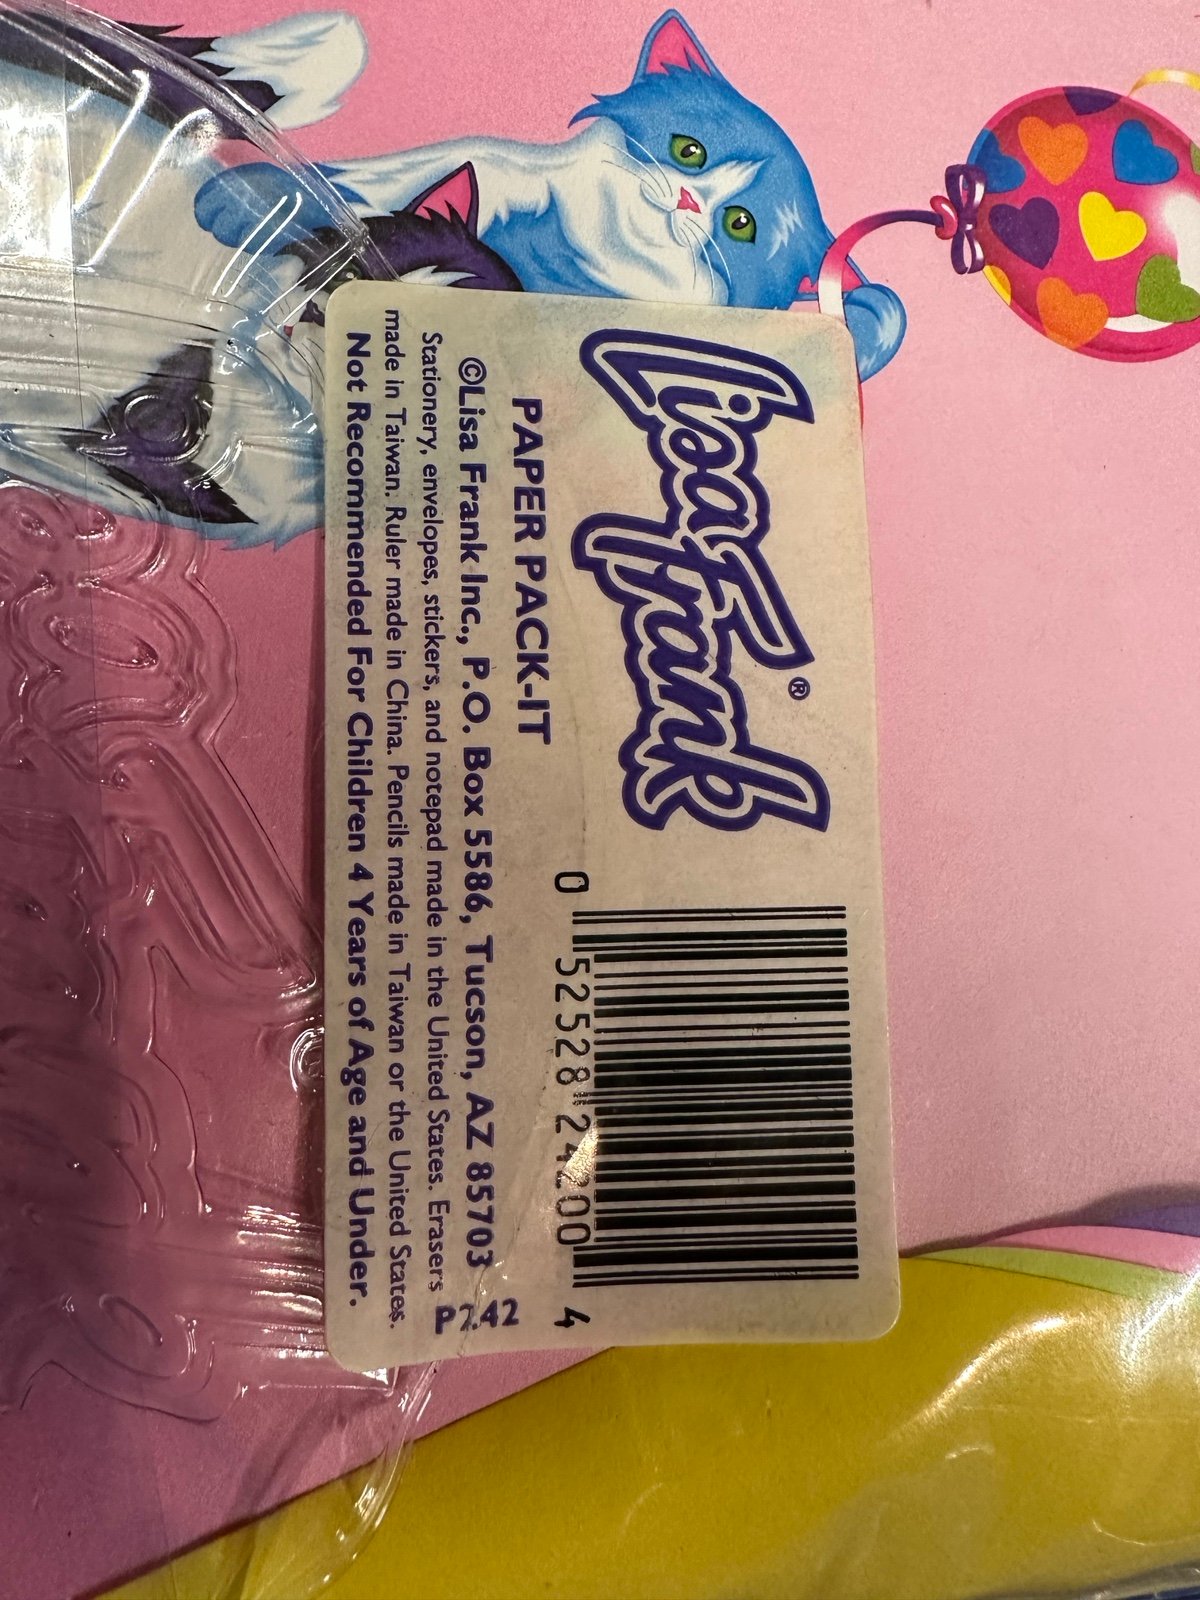 Lisa Frank®
PAPER PACK-IT
©Lisa Frank Inc., P.O. Box 5586, Tucson, AZ 85703
Stationery, envelopes, stickers, and notepad made in the United States. Erasers
made in Taiwan. Ruler made in China. Pencils made in Taiwan or the United States.
Not Recommended For Children 4 Years of Age and Under.
P242
0 52528 24200 4